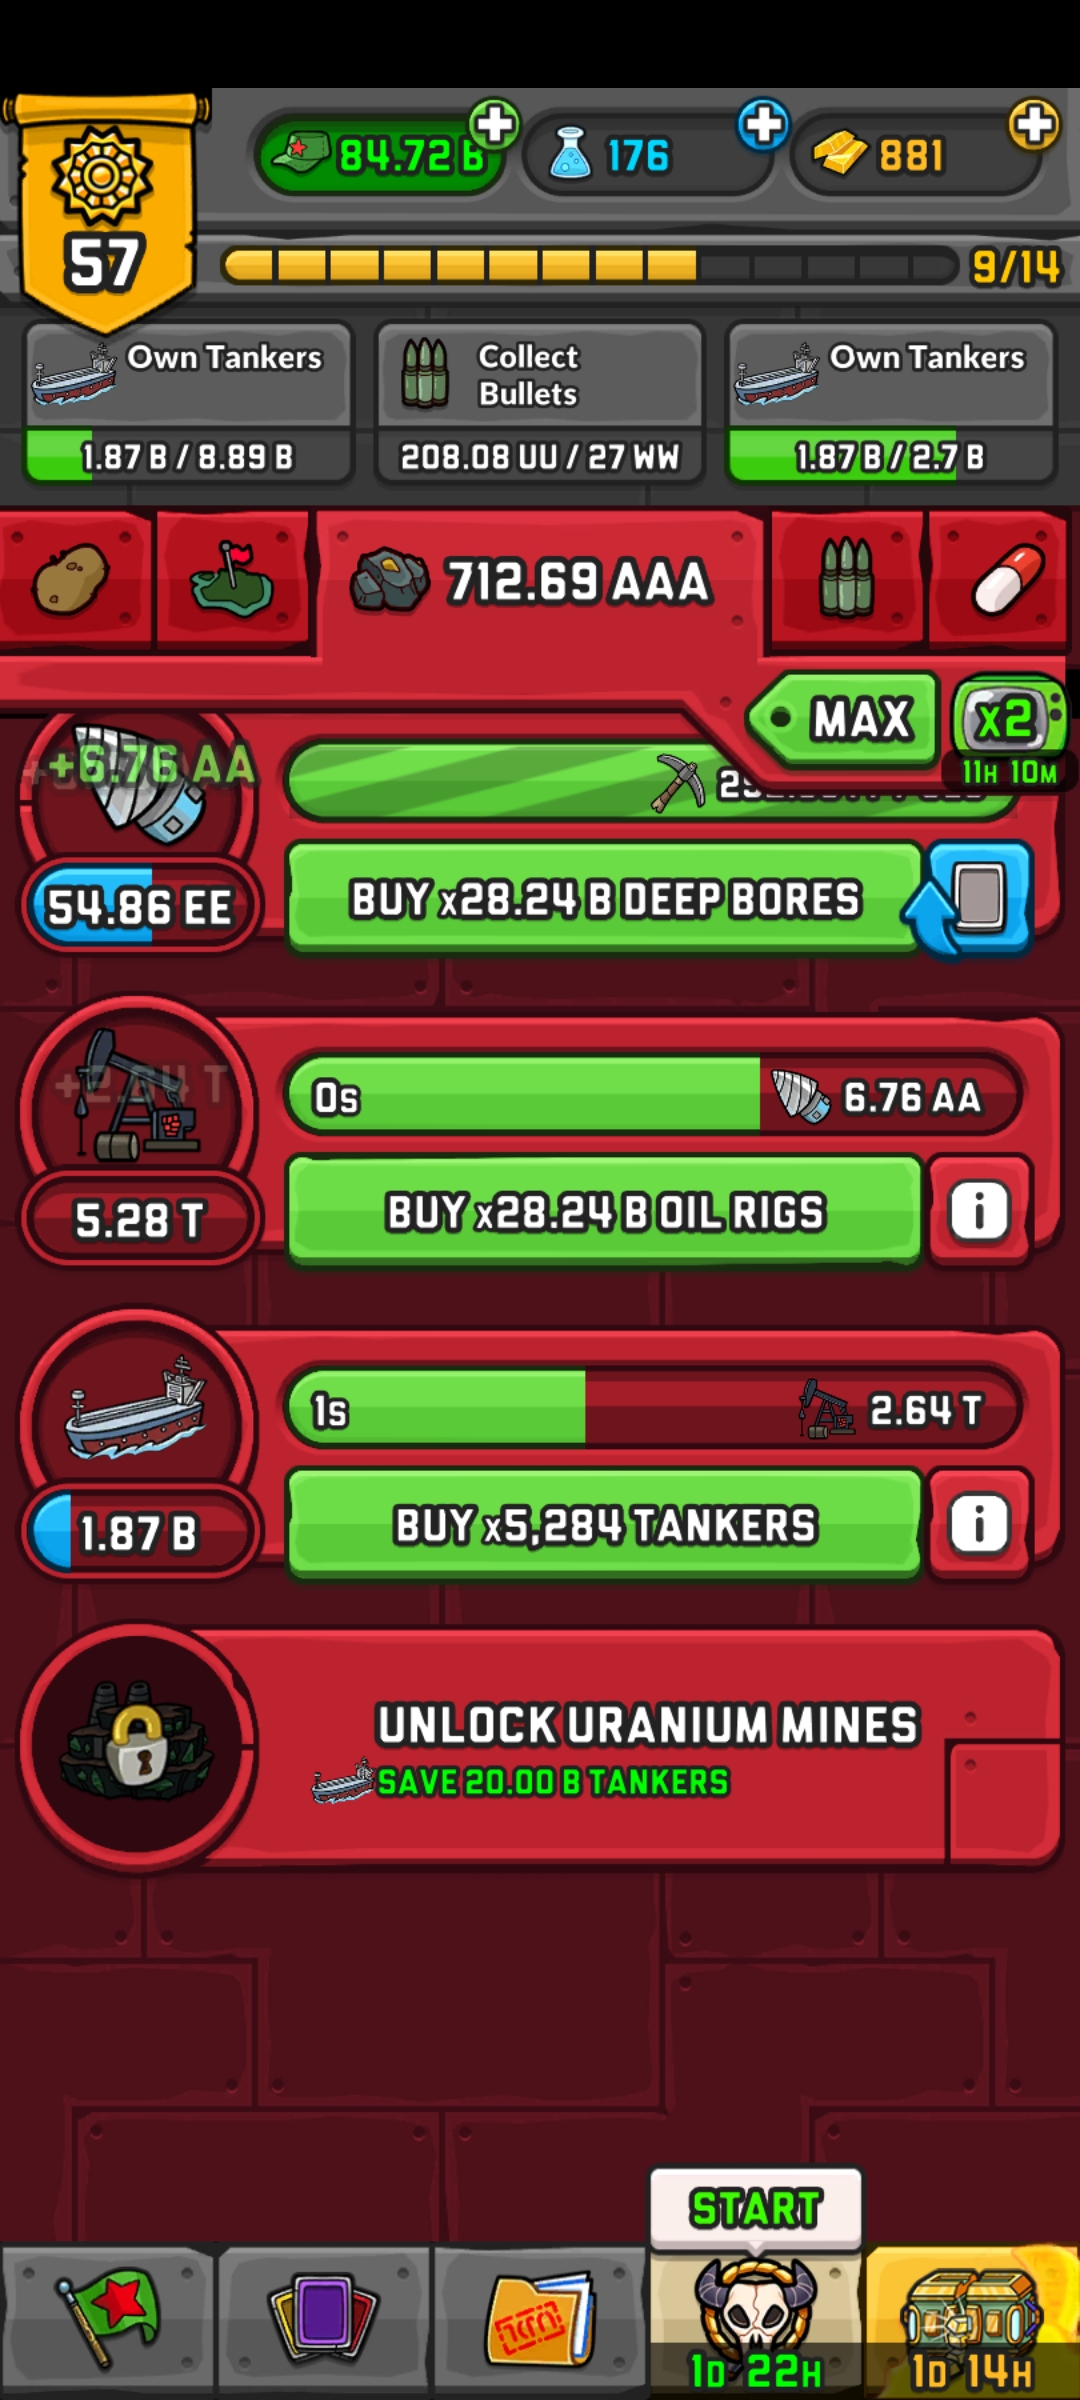 84.72 B
176
881
57
9/14
Own Tankers
1.87 B / 8.89 B
Collect
Bullets
208.08 UU / 27 WW
Own Tankers
1.87 B / 2.7 B
712.69 AAA
MAX
x2
11H 10M
+6.76 AA
54.86 EE
BUY x28.24 B DEEP BORES
+2.64 T
0s
6.76 AA
5.28 T
BUY x28.24 B OIL RIGS
i
1s
2.64 T
1.87 B
BUY x5,284 TANKERS
i
UNLOCK URANIUM MINES
SAVE 20.00 B TANKERS
START
1D 22H
1D 14H